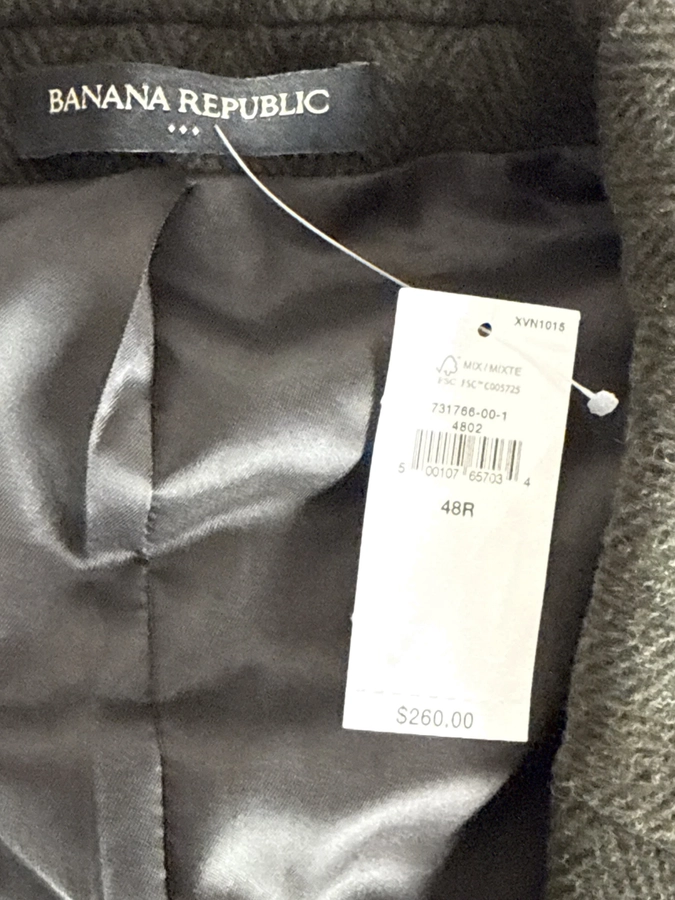 BANANA REPUBLIC
XVN1015
MIX/MIXTE
FSC FSC™ C005725
731766-00-1
4802
5 00107 65703 4
48R
$260.00